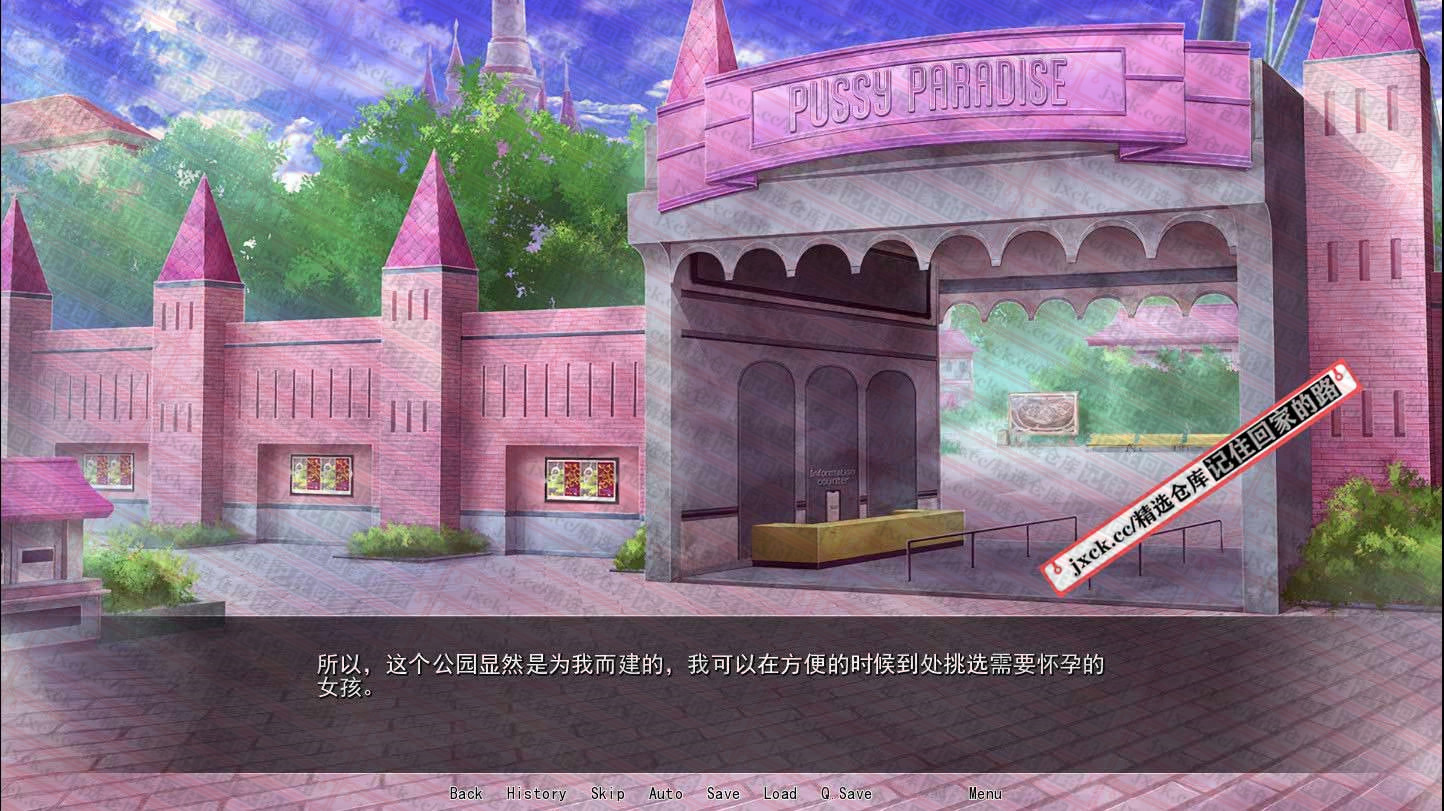 PUSSY PARADISE
Information
counter
jxck.cc/精选仓库记住回家的路
所以，这个公园显然是为我而建的，我可以在方便的时候到处挑选需要怀孕的
女孩。
Back History Skip Auto Save Load Q.Save Menu